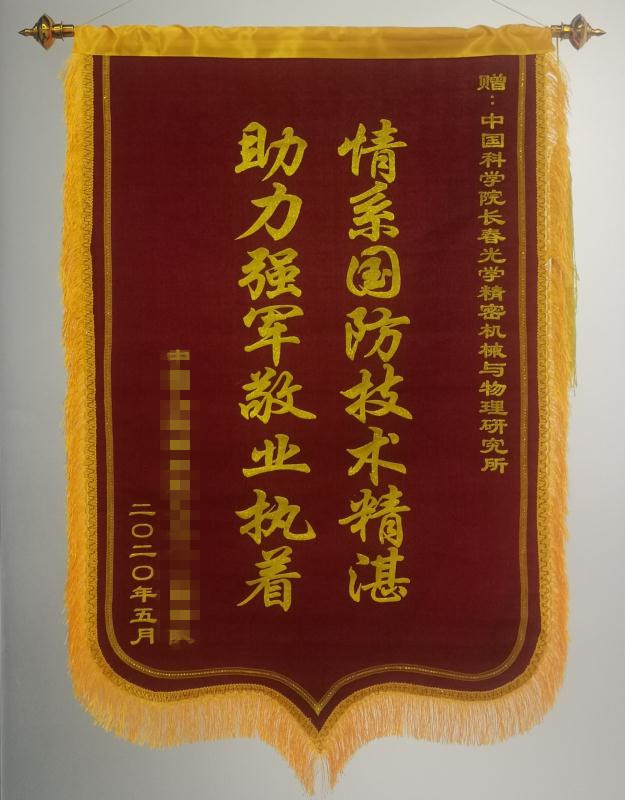 赠：中国科学院长春光学精密机械与物理研究所
情系国防技术精湛
助力强军敬业执着
中
队
二〇二〇年五月